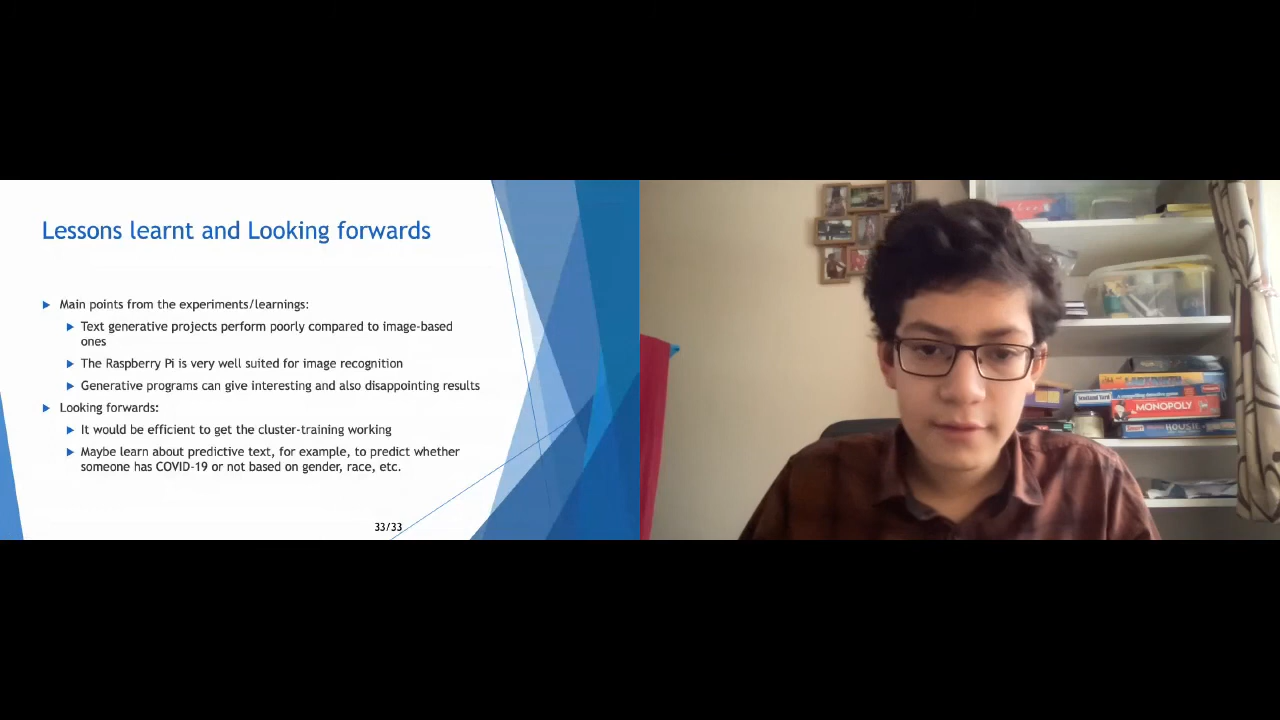 Lessons learnt and Looking forwards
Main points from the experiments/learnings:
Text generative projects perform poorly compared to image-based
ones
The Raspberry Pi is very well suited for image recognition
Generative programs can give interesting and also disappointing results
Looking forwards:
It would be efficient to get the cluster-training working
Maybe learn about predictive text, for example, to predict whether
someone has COVID-19 or not based on gender, race, etc.
33/33
Scotland Yard
MONOPOLY